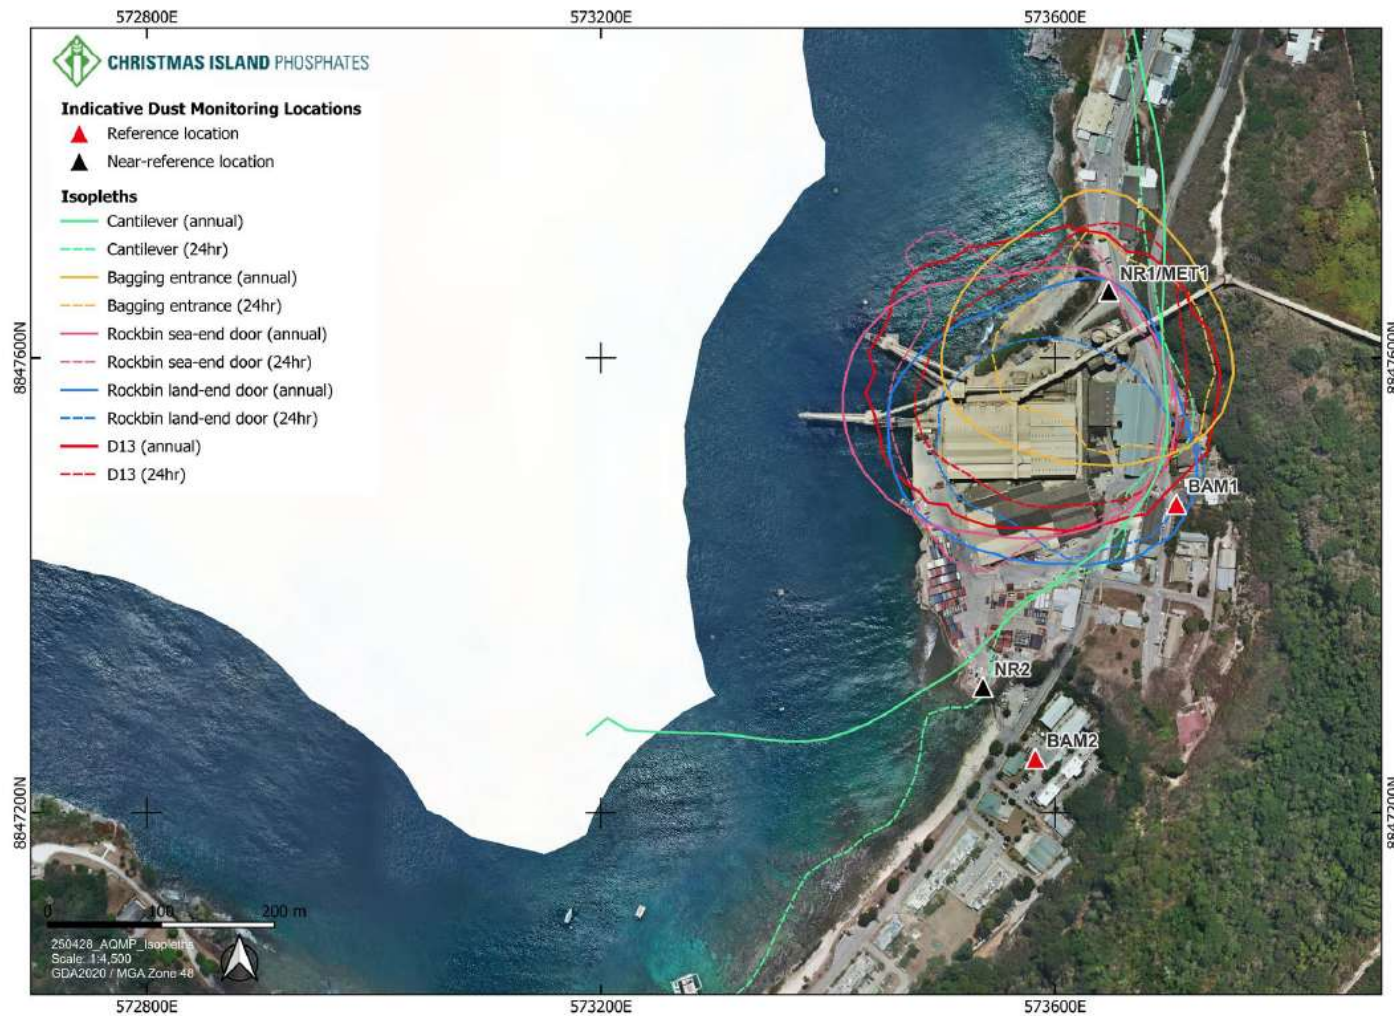 572800E
573200E
573600E
CHRISTMAS ISLAND PHOSPHATES
Indicative Dust Monitoring Locations
Reference location
Near-reference location
Isopleths
Cantilever (annual)
Cantilever (24hr)
Bagging entrance (annual)
Bagging entrance (24hr)
Rockbin sea-end door (annual)
Rockbin sea-end door (24hr)
Rockbin land-end door (annual)
Rockbin land-end door (24hr)
D13 (annual)
D13 (24hr)
NR1/MET1
8847600N
8847600N
BAM1
NR2
BAM2
8847200N
8847200N
0 100 200 m
250428_AQMP_Isopleths
Scale: 1:4,500
GDA2020 / MGA Zone 48
572800E
573200E
573600E